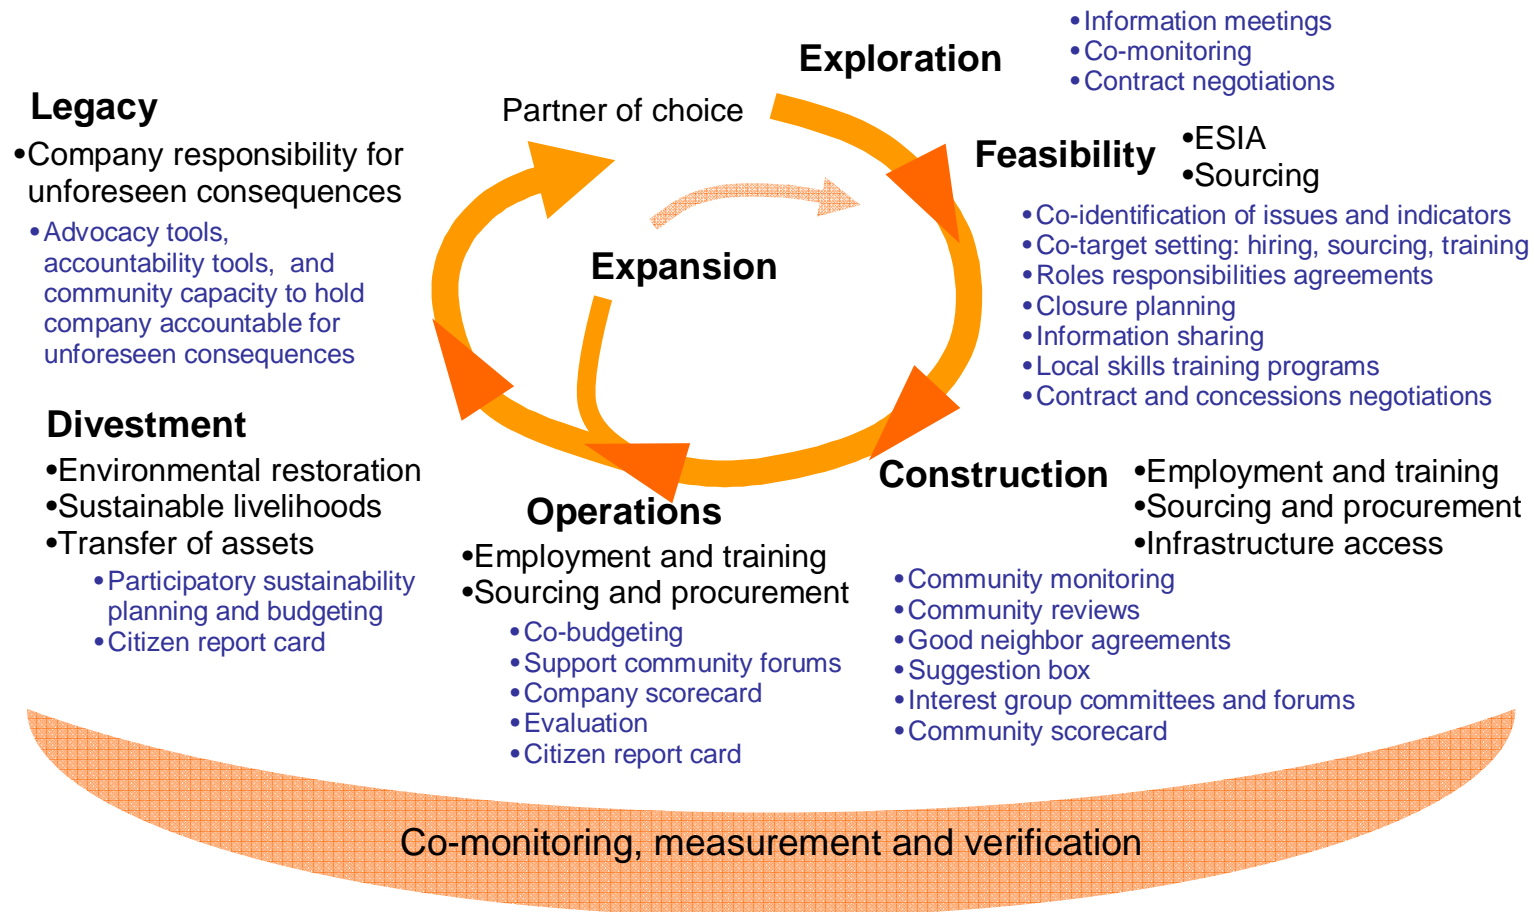 Exploration
•Information meetings
•Co-monitoring
•Contract negotiations
Partner of choice
Legacy
•Company responsibility for
unforeseen consequences
•Advocacy tools,
accountability tools, and
community capacity to hold
company accountable for
unforeseen consequences
Feasibility
•ESIA
•Sourcing
•Co-identification of issues and indicators
•Co-target setting: hiring, sourcing, training
•Roles responsibilities agreements
•Closure planning
•Information sharing
•Local skills training programs
•Contract and concessions negotiations
Expansion
Divestment
•Environmental restoration
•Sustainable livelihoods
•Transfer of assets
•Participatory sustainability
planning and budgeting
•Citizen report card
Operations
•Employment and training
•Sourcing and procurement
•Co-budgeting
•Support community forums
•Company scorecard
•Evaluation
•Citizen report card
Construction
•Employment and training
•Sourcing and procurement
•Infrastructure access
•Community monitoring
•Community reviews
•Good neighbor agreements
•Suggestion box
•Interest group committees and forums
•Community scorecard
Co-monitoring, measurement and verification